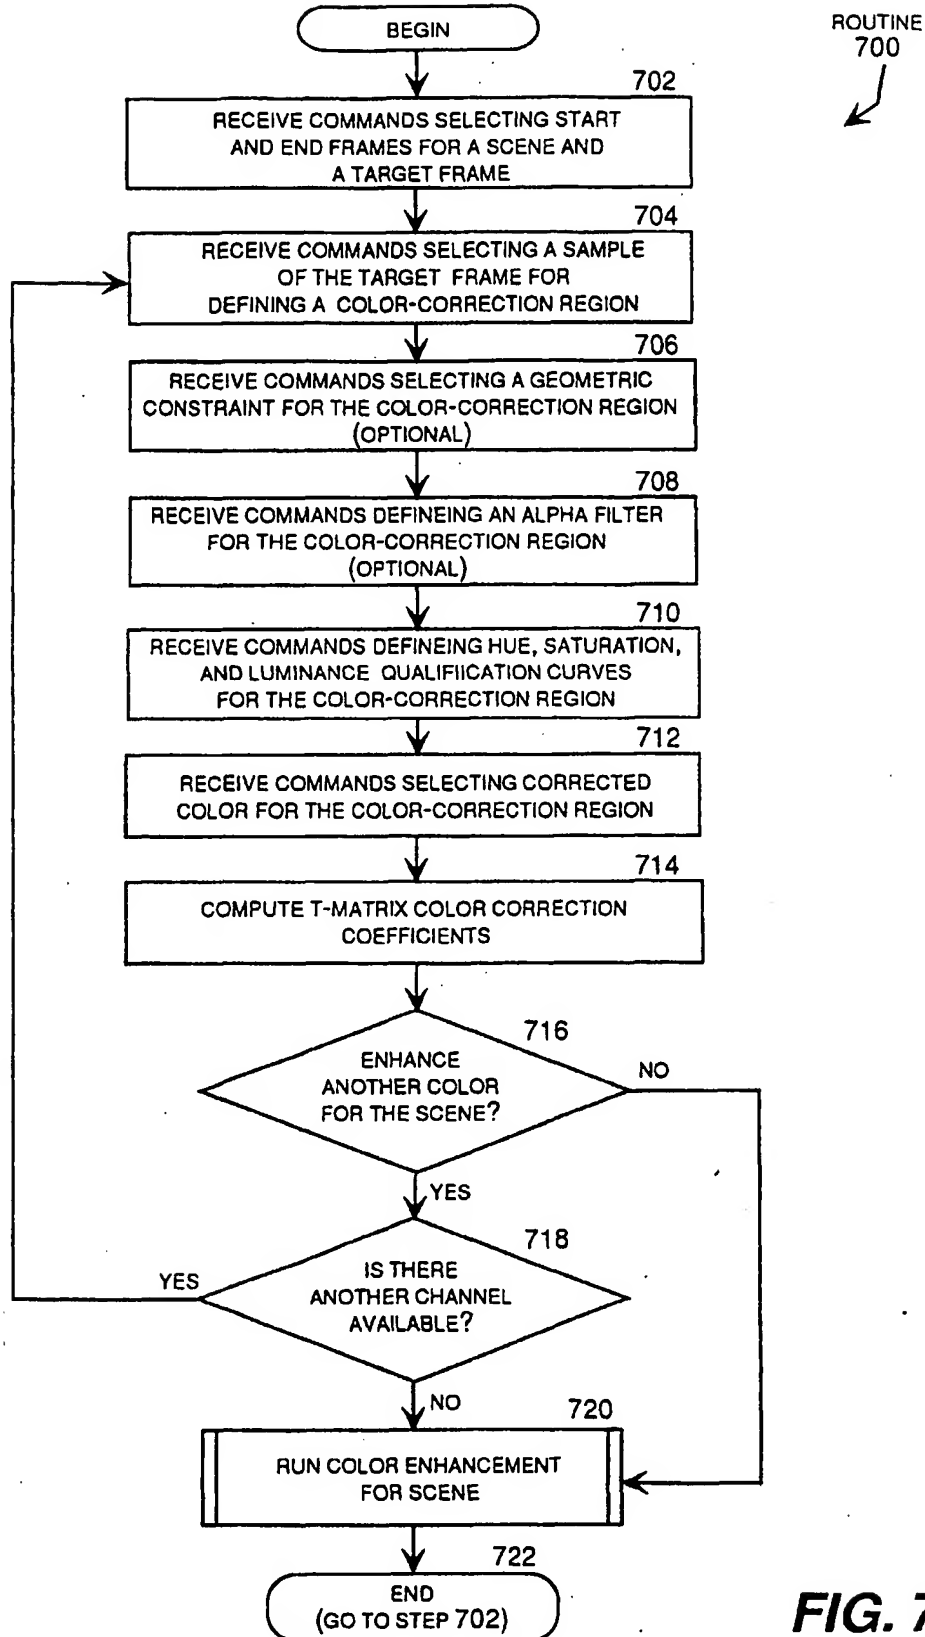 BEGIN
ROUTINE
700
702
RECEIVE COMMANDS SELECTING START
AND END FRAMES FOR A SCENE AND
A TARGET FRAME
704
RECEIVE COMMANDS SELECTING A SAMPLE
OF THE TARGET FRAME FOR
DEFINING A COLOR-CORRECTION REGION
706
RECEIVE COMMANDS SELECTING A GEOMETRIC
CONSTRAINT FOR THE COLOR-CORRECTION REGION
(OPTIONAL)
708
RECEIVE COMMANDS DEFINEING AN ALPHA FILTER
FOR THE COLOR-CORRECTION REGION
(OPTIONAL)
710
RECEIVE COMMANDS DEFINEING HUE, SATURATION,
AND LUMINANCE QUALIFIICATION CURVES
FOR THE COLOR-CORRECTION REGION
712
RECEIVE COMMANDS SELECTING CORRECTED
COLOR FOR THE COLOR-CORRECTION REGION
714
COMPUTE T-MATRIX COLOR CORRECTION
COEFFICIENTS
716
ENHANCE
ANOTHER COLOR
FOR THE SCENE?
NO
YES
718
IS THERE
ANOTHER CHANNEL
AVAILABLE?
YES
NO
720
RUN COLOR ENHANCEMENT
FOR SCENE
722
END
(GO TO STEP 702)
FIG. 7